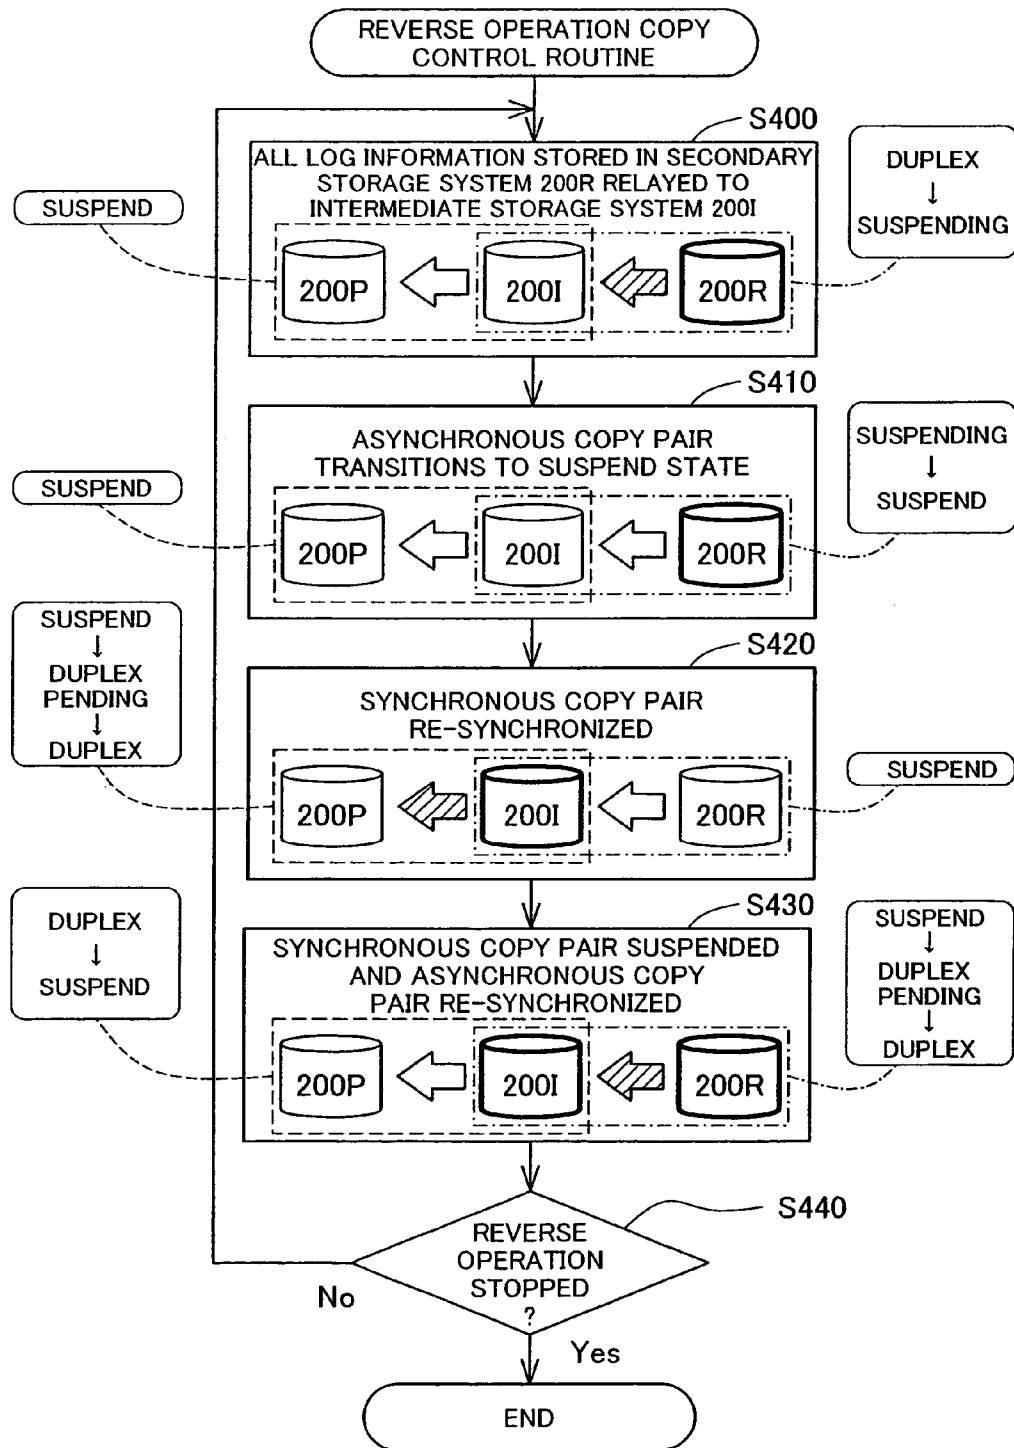 REVERSE OPERATION COPY
CONTROL ROUTINE
S400
ALL LOG INFORMATION STORED IN SECONDARY
STORAGE SYSTEM 200R RELAYED TO
INTERMEDIATE STORAGE SYSTEM 200I
SUSPEND
DUPLEX
↓
SUSPENDING
200P
200I
200R
S410
ASYNCHRONOUS COPY PAIR
TRANSITIONS TO SUSPEND STATE
SUSPEND
SUSPENDING
↓
SUSPEND
200P
200I
200R
S420
SYNCHRONOUS COPY PAIR
RE-SYNCHRONIZED
SUSPEND
↓
DUPLEX
PENDING
↓
DUPLEX
SUSPEND
200P
200I
200R
S430
SYNCHRONOUS COPY PAIR SUSPENDED
AND ASYNCHRONOUS COPY
PAIR RE-SYNCHRONIZED
DUPLEX
↓
SUSPEND
SUSPEND
↓
DUPLEX
PENDING
↓
DUPLEX
200P
200I
200R
S440
REVERSE
OPERATION
STOPPED
?
No
Yes
END